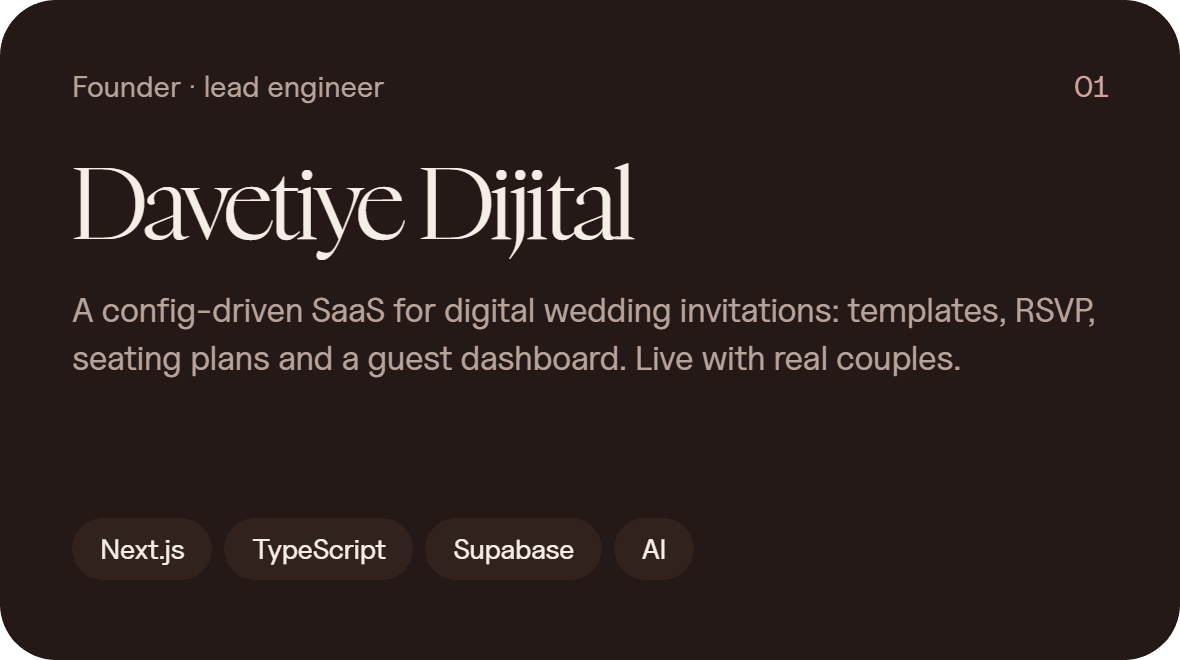 Founder · lead engineer
01
Davetiye Dijital
A config-driven SaaS for digital wedding invitations: templates, RSVP,
seating plans and a guest dashboard. Live with real couples.
Next.js
TypeScript
Supabase
AI